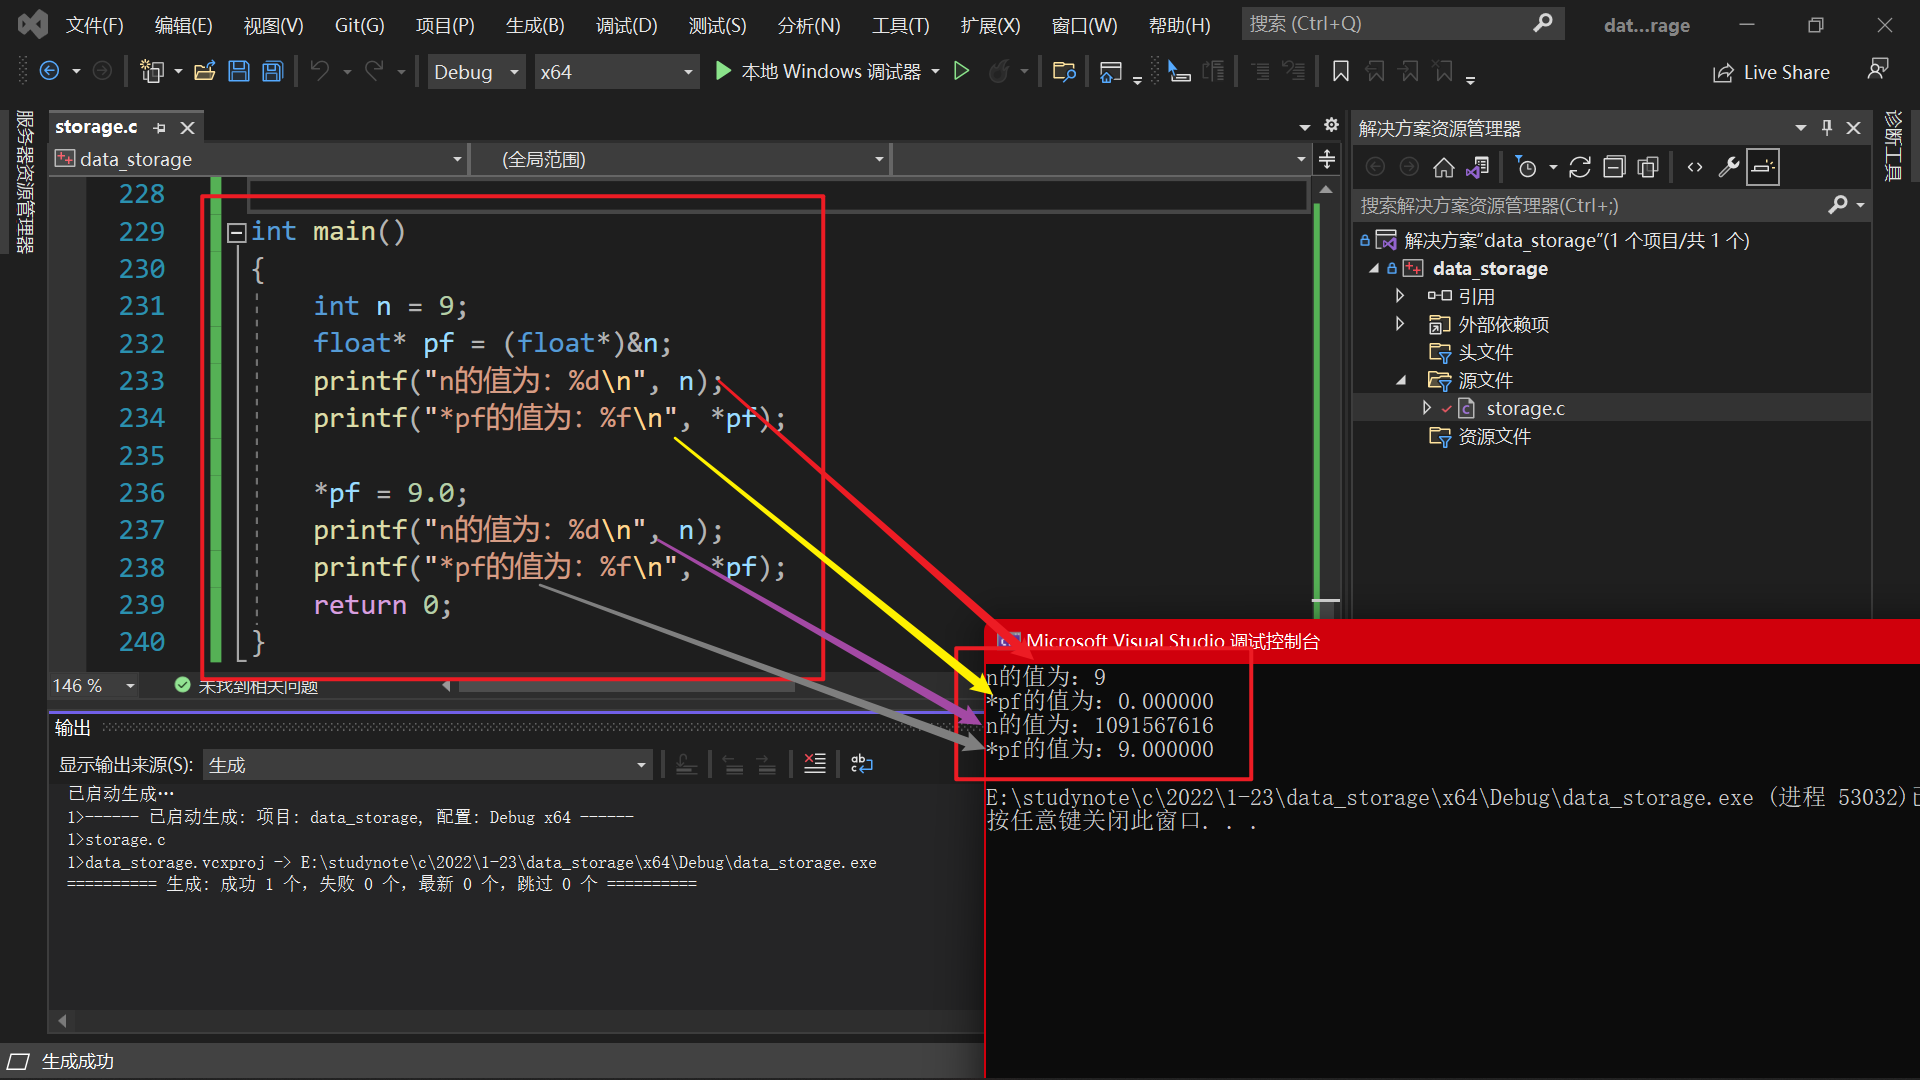 文件(F) 编辑(E) 视图(V) Git(G) 项目(P) 生成(B) 调试(D) 测试(S) 分析(N) 工具(T) 扩展(X) 窗口(W) 帮助(H) 搜索 (Ctrl+Q) dat...rage
Debug x64 本地 Windows 调试器 Live Share
服务器资源管理器
storage.c
data_storage (全局范围)
228
229 int main()
230 {
231 int n = 9;
232 float* pf = (float*)&n;
233 printf("n的值为: %d\n", n);
234 printf("*pf的值为: %f\n", *pf);
235
236 *pf = 9.0;
237 printf("n的值为: %d\n", n);
238 printf("*pf的值为: %f\n", *pf);
239 return 0;
240 }
146 % 未找到相关问题
输出
显示输出来源(S): 生成
已启动生成…
1>------ 已启动生成: 项目: data_storage, 配置: Debug x64 ------
1>storage.c
1>data_storage.vcxproj -> E:\studynote\c\2022\1-23\data_storage\x64\Debug\data_storage.exe
========== 生成: 成功 1 个，失败 0 个，最新 0 个，跳过 0 个 ==========
生成成功
解决方案资源管理器
搜索解决方案资源管理器(Ctrl+;)
解决方案"data_storage"(1 个项目/共 1 个)
data_storage
引用
外部依赖项
头文件
源文件
storage.c
资源文件
诊断工具
Microsoft Visual Studio 调试控制台
n的值为: 9
*pf的值为: 0.000000
n的值为: 1091567616
*pf的值为: 9.000000
E:\studynote\c\2022\1-23\data_storage\x64\Debug\data_storage.exe (进程 53032)已
按任意键关闭此窗口. . .